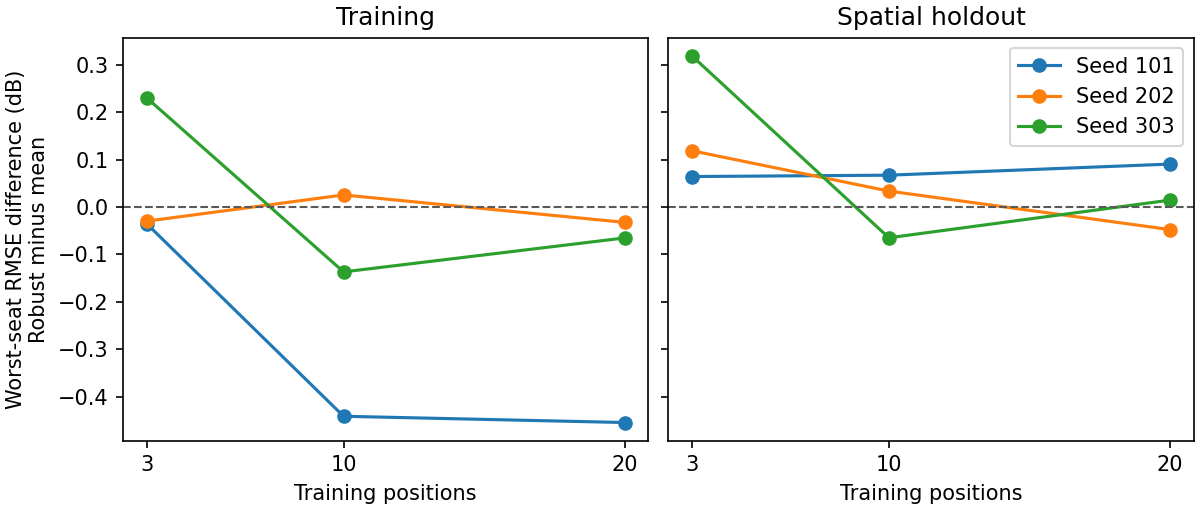 Training
Spatial holdout
Worst-seat RMSE difference (dB)
Robust minus mean
0.3
0.2
0.1
0.0
−0.1
−0.2
−0.3
−0.4
Seed 101
Seed 202
Seed 303
3
10
20
3
10
20
Training positions
Training positions